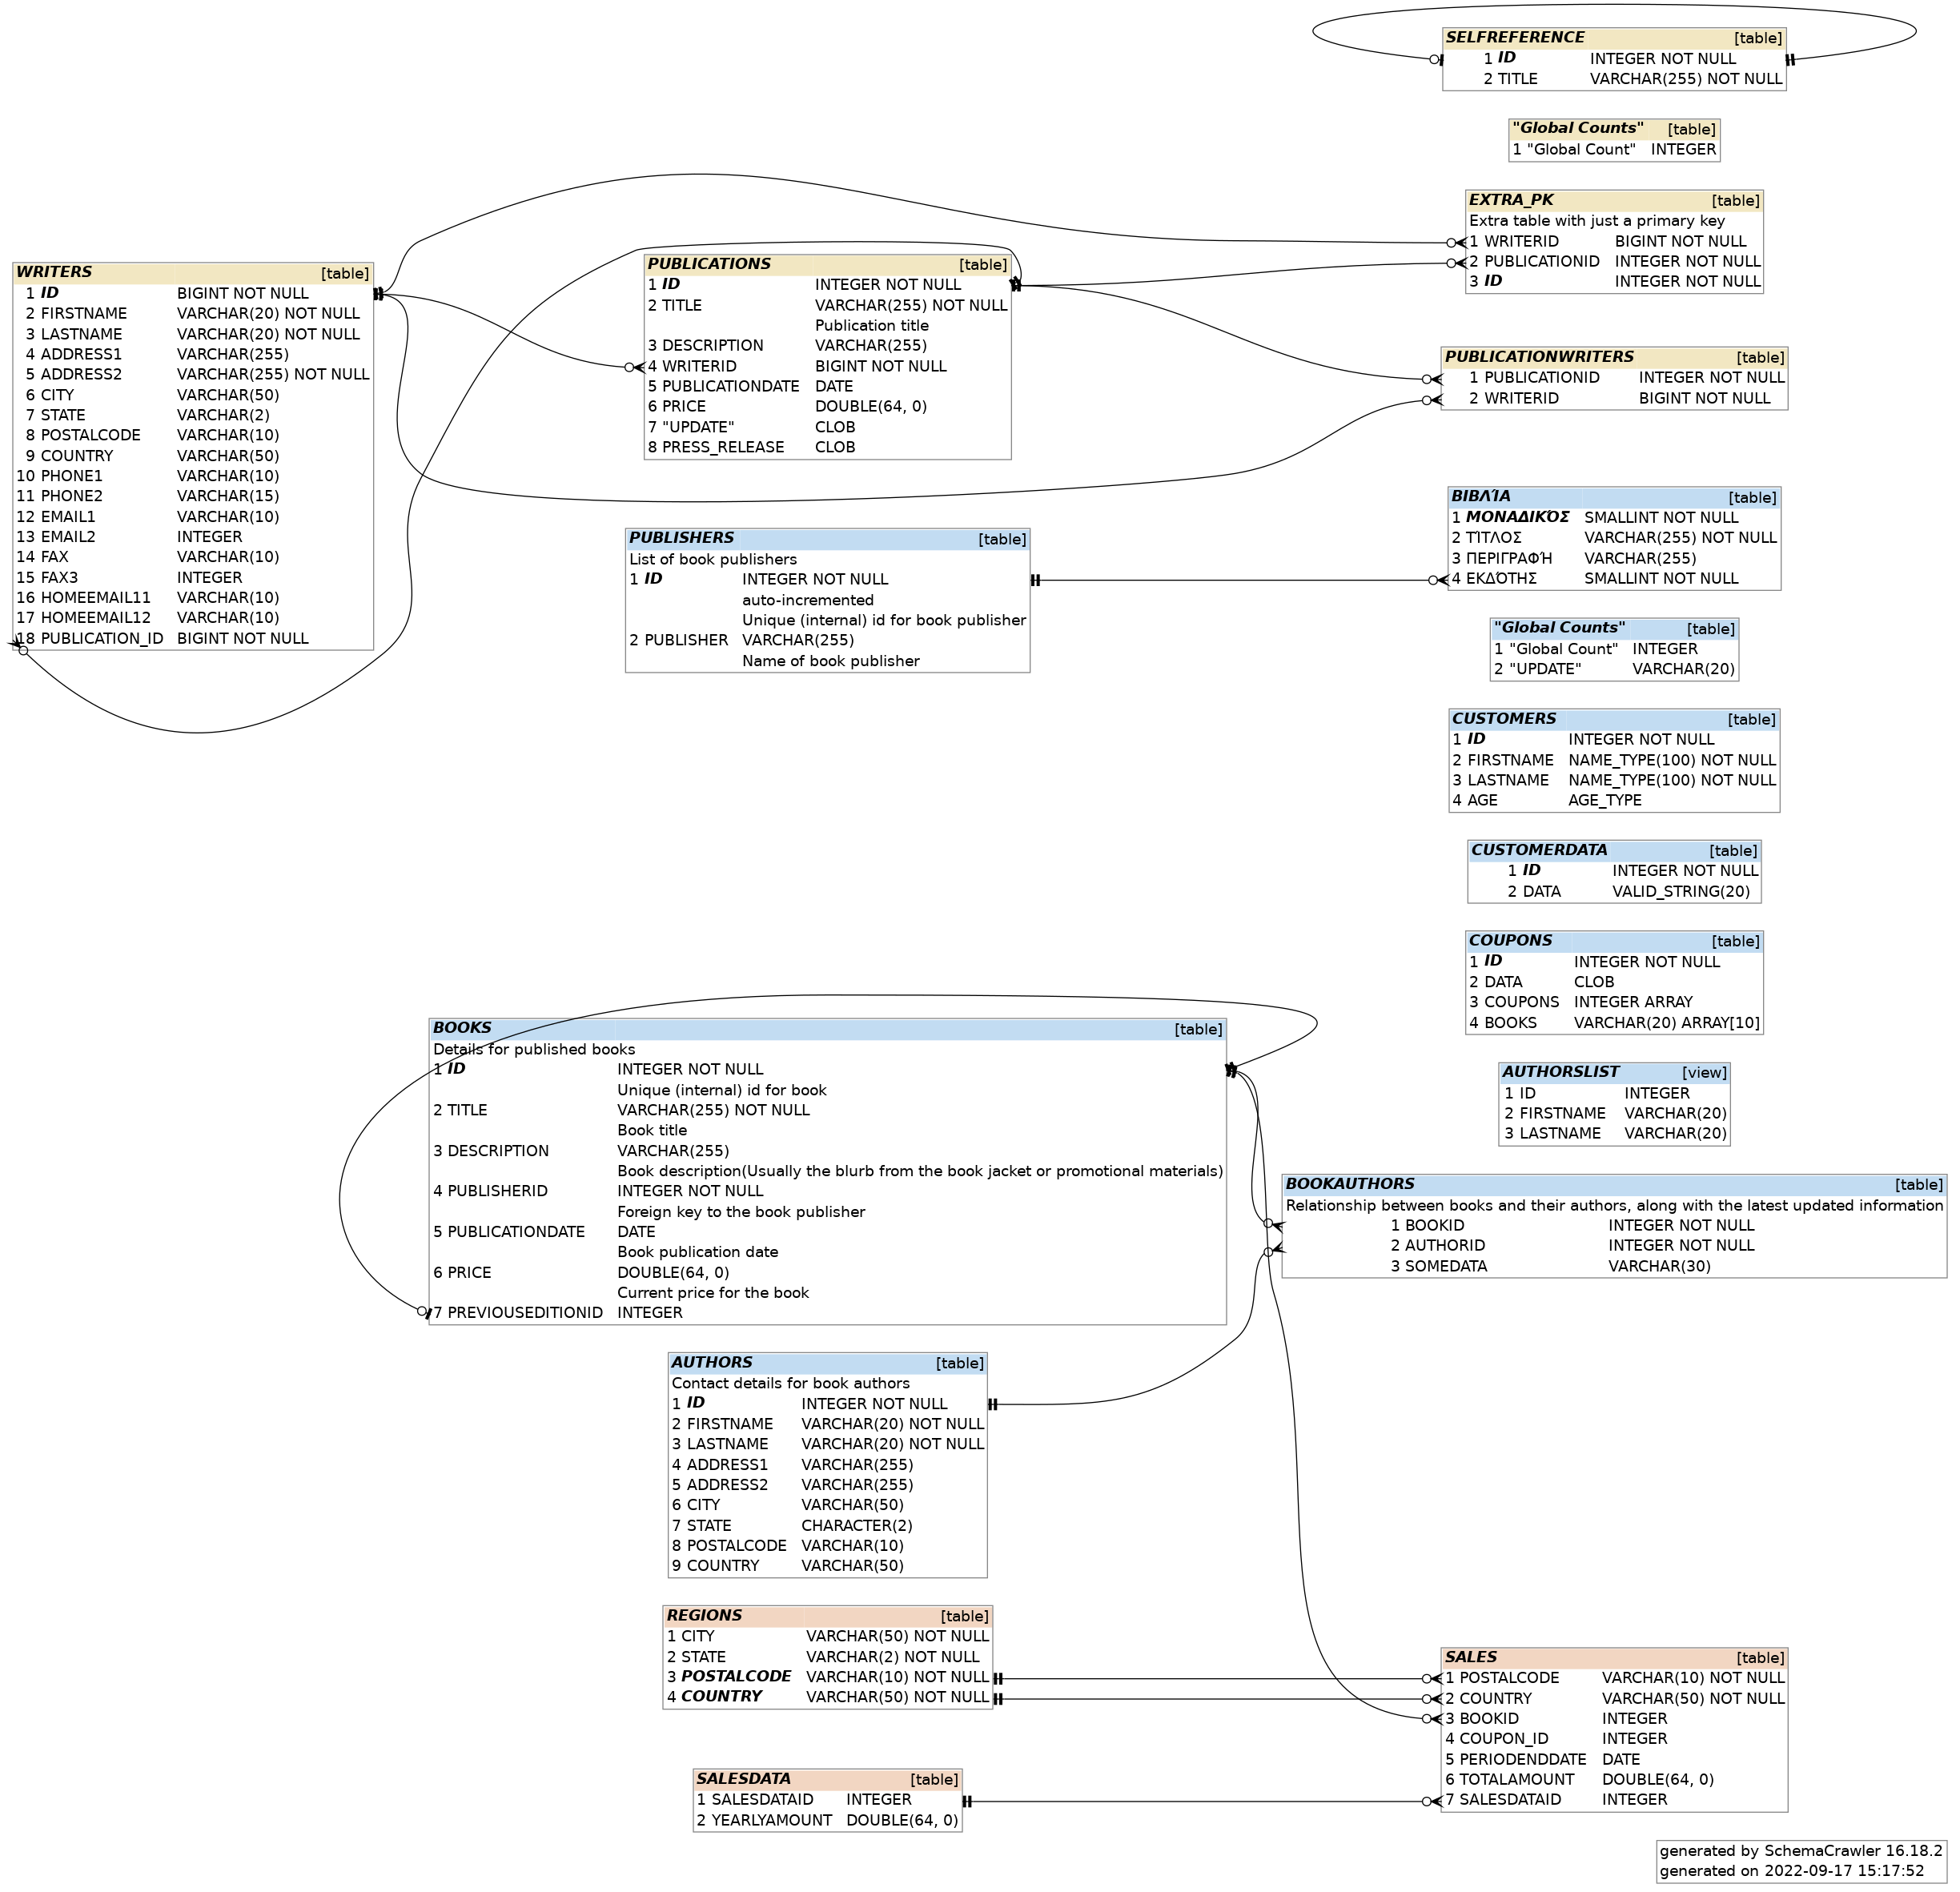 SELFREFERENCE [table]
1 ID INTEGER NOT NULL
2 TITLE VARCHAR(255) NOT NULL
"Global Counts" [table]
1 "Global Count" INTEGER
EXTRA_PK [table]
Extra table with just a primary key
1 WRITERID BIGINT NOT NULL
2 PUBLICATIONID INTEGER NOT NULL
3 ID INTEGER NOT NULL
WRITERS [table]
1 ID BIGINT NOT NULL
2 FIRSTNAME VARCHAR(20) NOT NULL
3 LASTNAME VARCHAR(20) NOT NULL
4 ADDRESS1 VARCHAR(255)
5 ADDRESS2 VARCHAR(255) NOT NULL
6 CITY VARCHAR(50)
7 STATE VARCHAR(2)
8 POSTALCODE VARCHAR(10)
9 COUNTRY VARCHAR(50)
10 PHONE1 VARCHAR(10)
11 PHONE2 VARCHAR(15)
12 EMAIL1 VARCHAR(10)
13 EMAIL2 INTEGER
14 FAX VARCHAR(10)
15 FAX3 INTEGER
16 HOMEEMAIL11 VARCHAR(10)
17 HOMEEMAIL12 VARCHAR(10)
18 PUBLICATION_ID BIGINT NOT NULL
PUBLICATIONS [table]
1 ID INTEGER NOT NULL
2 TITLE VARCHAR(255) NOT NULL
Publication title
3 DESCRIPTION VARCHAR(255)
4 WRITERID BIGINT NOT NULL
5 PUBLICATIONDATE DATE
6 PRICE DOUBLE(64, 0)
7 "UPDATE" CLOB
8 PRESS_RELEASE CLOB
PUBLICATIONWRITERS [table]
1 PUBLICATIONID INTEGER NOT NULL
2 WRITERID BIGINT NOT NULL
ΒΙΒΛΊΑ [table]
1 ΜΟΝΑΔΙΚΌΣ SMALLINT NOT NULL
2 ΤΊΤΛΟΣ VARCHAR(255) NOT NULL
3 ΠΕΡΙΓΡΑΦΉ VARCHAR(255)
4 ΕΚΔΌΤΗΣ SMALLINT NOT NULL
PUBLISHERS [table]
List of book publishers
1 ID INTEGER NOT NULL
auto-incremented
Unique (internal) id for book publisher
2 PUBLISHER VARCHAR(255)
Name of book publisher
"Global Counts" [table]
1 "Global Count" INTEGER
2 "UPDATE" VARCHAR(20)
CUSTOMERS [table]
1 ID INTEGER NOT NULL
2 FIRSTNAME NAME_TYPE(100) NOT NULL
3 LASTNAME NAME_TYPE(100) NOT NULL
4 AGE AGE_TYPE
CUSTOMERDATA [table]
1 ID INTEGER NOT NULL
2 DATA VALID_STRING(20)
COUPONS [table]
1 ID INTEGER NOT NULL
2 DATA CLOB
3 COUPONS INTEGER ARRAY
4 BOOKS VARCHAR(20) ARRAY[10]
BOOKS [table]
Details for published books
1 ID INTEGER NOT NULL
Unique (internal) id for book
2 TITLE VARCHAR(255) NOT NULL
Book title
3 DESCRIPTION VARCHAR(255)
Book description(Usually the blurb from the book jacket or promotional materials)
4 PUBLISHERID INTEGER NOT NULL
Foreign key to the book publisher
5 PUBLICATIONDATE DATE
Book publication date
6 PRICE DOUBLE(64, 0)
Current price for the book
7 PREVIOUSEDITIONID INTEGER
AUTHORSLIST [view]
1 ID INTEGER
2 FIRSTNAME VARCHAR(20)
3 LASTNAME VARCHAR(20)
BOOKAUTHORS [table]
Relationship between books and their authors, along with the latest updated information
1 BOOKID INTEGER NOT NULL
2 AUTHORID INTEGER NOT NULL
3 SOMEDATA VARCHAR(30)
AUTHORS [table]
Contact details for book authors
1 ID INTEGER NOT NULL
2 FIRSTNAME VARCHAR(20) NOT NULL
3 LASTNAME VARCHAR(20) NOT NULL
4 ADDRESS1 VARCHAR(255)
5 ADDRESS2 VARCHAR(255)
6 CITY VARCHAR(50)
7 STATE CHARACTER(2)
8 POSTALCODE VARCHAR(10)
9 COUNTRY VARCHAR(50)
REGIONS [table]
1 CITY VARCHAR(50) NOT NULL
2 STATE VARCHAR(2) NOT NULL
3 POSTALCODE VARCHAR(10) NOT NULL
4 COUNTRY VARCHAR(50) NOT NULL
SALES [table]
1 POSTALCODE VARCHAR(10) NOT NULL
2 COUNTRY VARCHAR(50) NOT NULL
3 BOOKID INTEGER
4 COUPON_ID INTEGER
5 PERIODENDDATE DATE
6 TOTALAMOUNT DOUBLE(64, 0)
7 SALESDATAID INTEGER
SALESDATA [table]
1 SALESDATAID INTEGER
2 YEARLYAMOUNT DOUBLE(64, 0)
generated by SchemaCrawler 16.18.2
generated on 2022-09-17 15:17:52